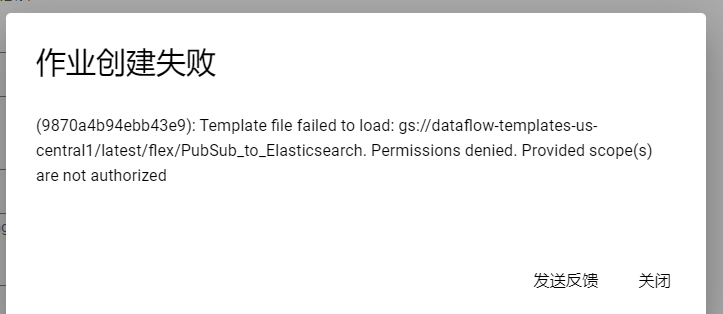 作业创建失败
(9870a4b94ebb43e9): Template file failed to load: gs://dataflow-templates-us-
central1/latest/flex/PubSub_to_Elasticsearch. Permissions denied. Provided scope(s)
are not authorized
发送反馈 关闭